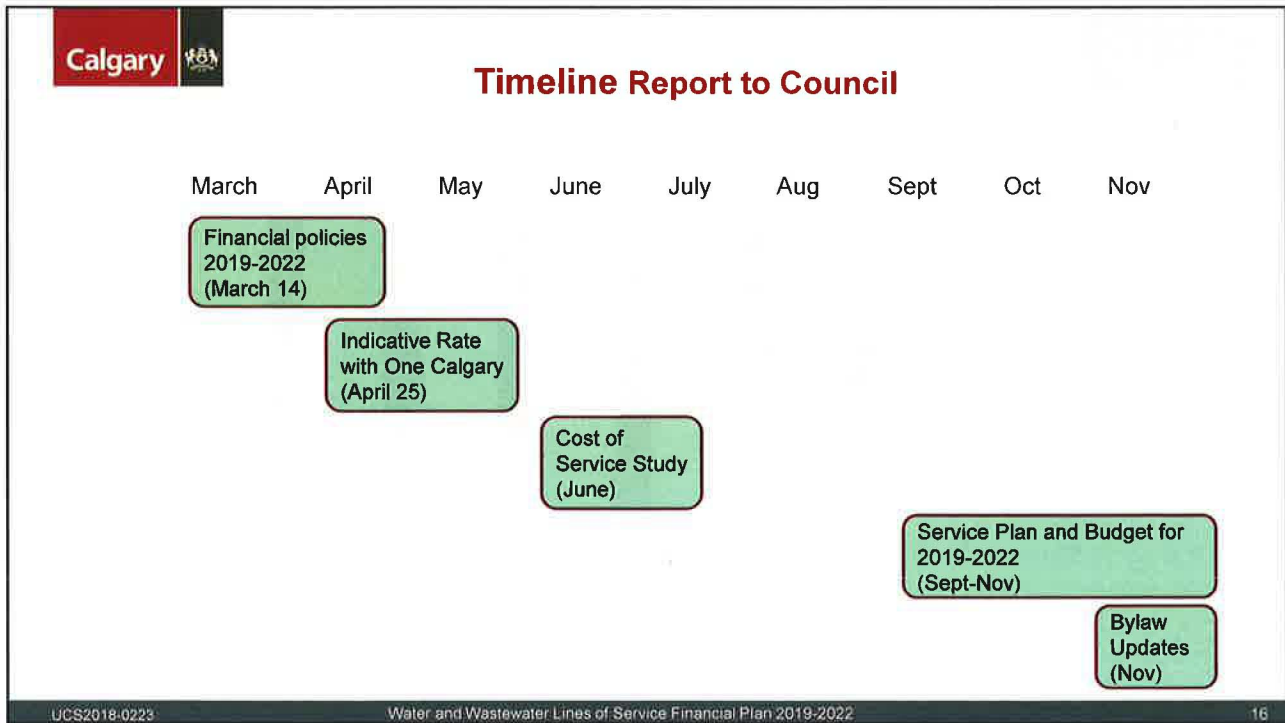 Calgary
Timeline Report to Council
March April May June July Aug Sept Oct Nov
Financial policies
2019-2022
(March 14)
Indicative Rate
with One Calgary
(April 25)
Cost of
Service Study
(June)
Service Plan and Budget for
2019-2022
(Sept-Nov)
Bylaw
Updates
(Nov)
UCS2018-0223 Water and Wastewater Lines of Service Financial Plan 2019-2022 16